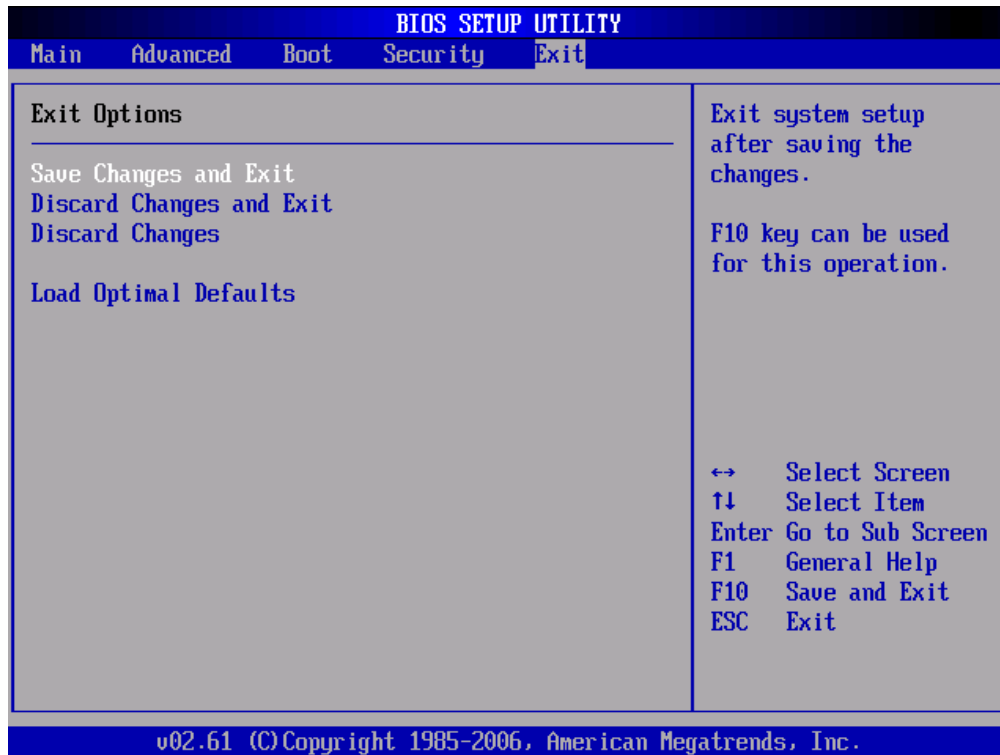 BIOS SETUP UTILITY
Main Advanced Boot Security Exit
Exit Options
Save Changes and Exit
Discard Changes and Exit
Discard Changes
Load Optimal Defaults
Exit system setup
after saving the
changes.
F10 key can be used
for this operation.
←→ Select Screen
↑↓ Select Item
Enter Go to Sub Screen
F1 General Help
F10 Save and Exit
ESC Exit
v02.61 (C)Copyright 1985-2006, American Megatrends, Inc.